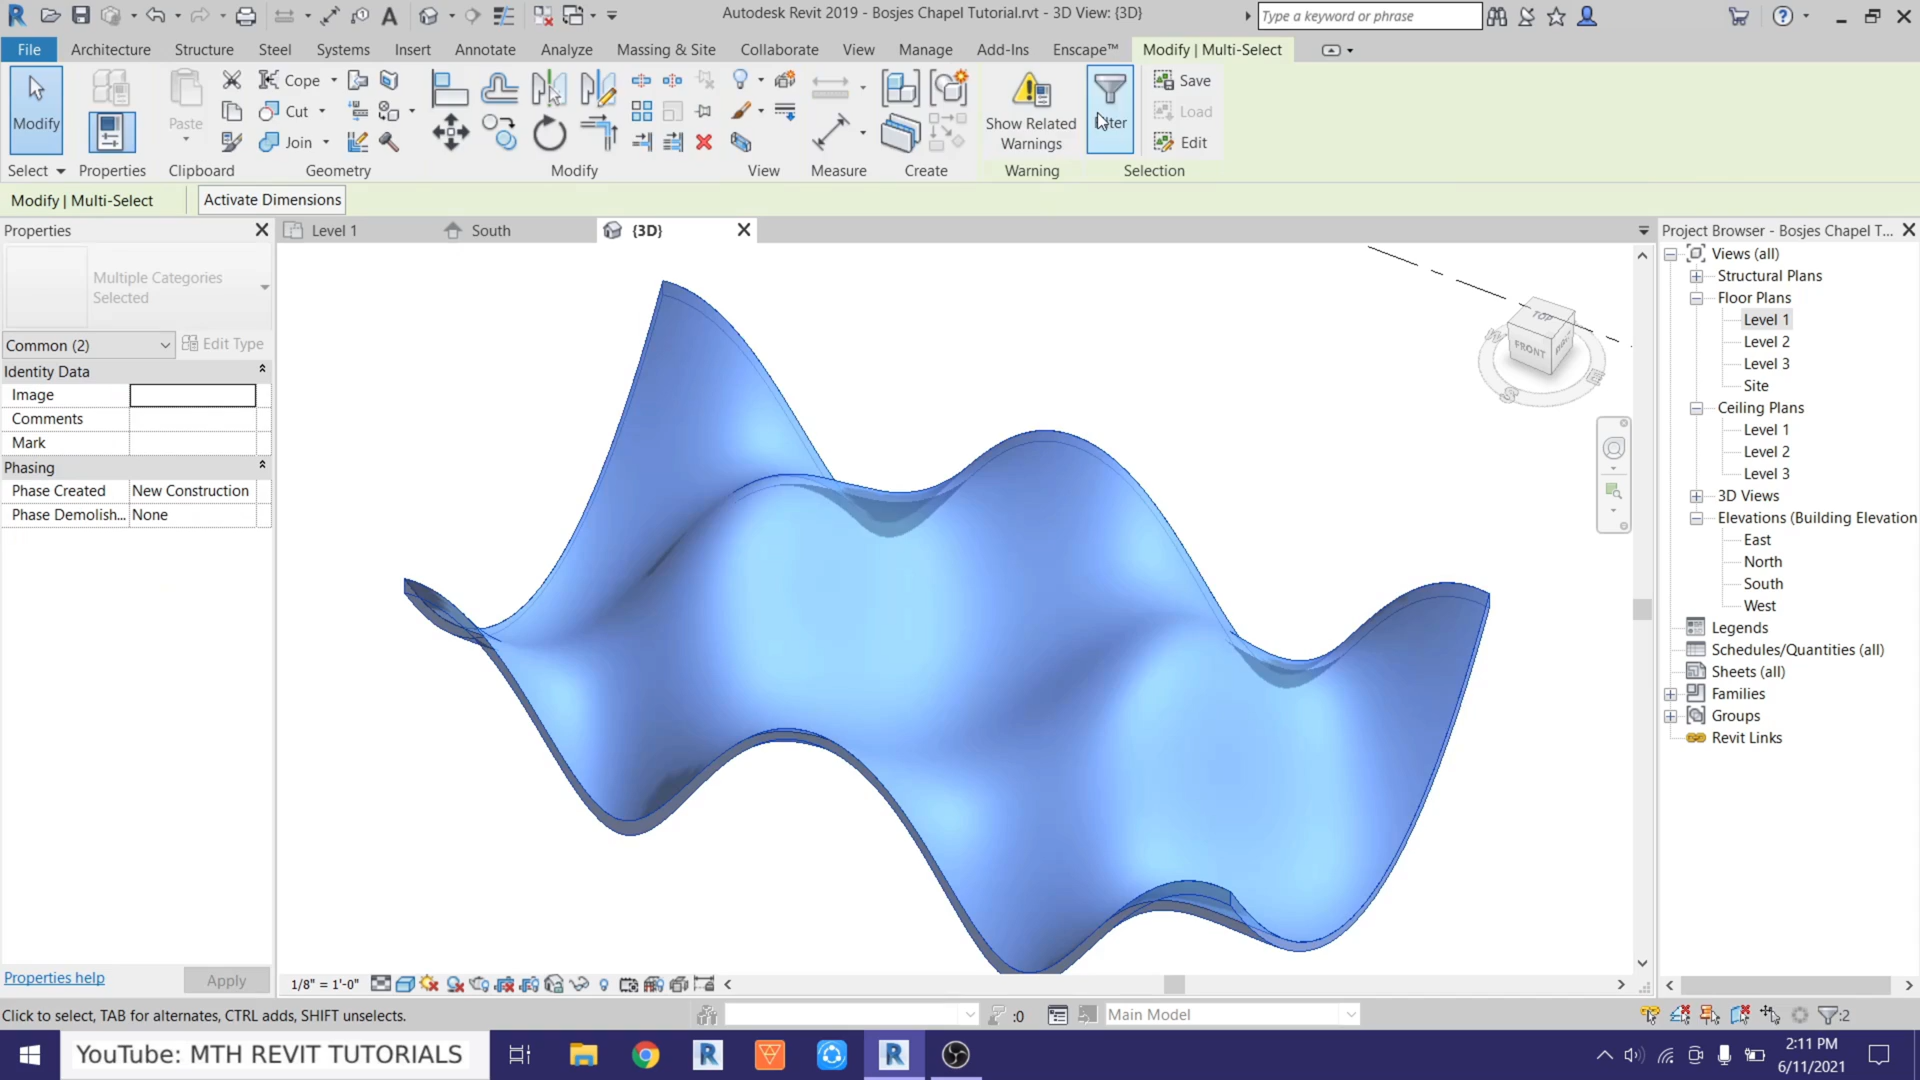 Autodesk Revit 2019 - Bosjes Chapel Tutorial.rvt - 3D View: {3D}
Type a keyword or phrase
File Architecture Structure Steel Systems Insert Annotate Analyze Massing & Site Collaborate View Manage Add-Ins Enscape™ Modify | Multi-Select
Modify
Paste
Cope
Cut
Join
Show Related
Warnings
Save
Load
Edit
Select Properties Clipboard Geometry Modify View Measure Create Warning Selection
Modify | Multi-Select Activate Dimensions
Properties
Multiple Categories
Selected
Common (2) Edit Type
Identity Data
Image
Comments
Mark
Phasing
Phase Created New Construction
Phase Demolish... None
Properties help Apply
Level 1 South {3D}
TOP
FRONT
S
E
1/8" = 1'-0"
Project Browser - Bosjes Chapel T...
Views (all)
Structural Plans
Floor Plans
Level 1
Level 2
Level 3
Site
Ceiling Plans
Level 1
Level 2
Level 3
3D Views
Elevations (Building Elevation
East
North
South
West
Legends
Schedules/Quantities (all)
Sheets (all)
Families
Groups
Revit Links
Click to select, TAB for alternates, CTRL adds, SHIFT unselects.
:0
Main Model
:2
YouTube: MTH REVIT TUTORIALS
2:11 PM
6/11/2021